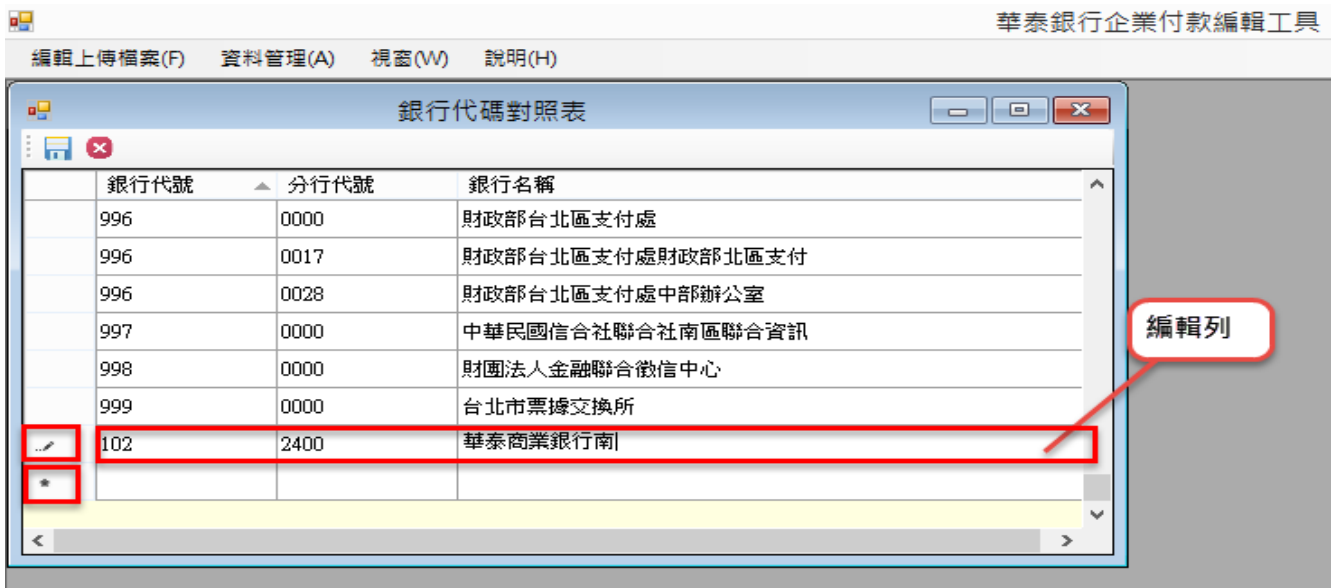 華泰銀行企業付款編輯工具
編輯上傳檔案(F) 資料管理(A) 視窗(W) 說明(H)
銀行代碼對照表
銀行代號 分行代號 銀行名稱
996 0000 財政部台北區支付處
996 0017 財政部台北區支付處財政部北區支付
996 0028 財政部台北區支付處中部辦公室
997 0000 中華民國信合社聯合社南區聯合資訊
998 0000 財團法人金融聯合徵信中心
999 0000 台北市票據交換所
102 2400 華泰商業銀行南
編輯列